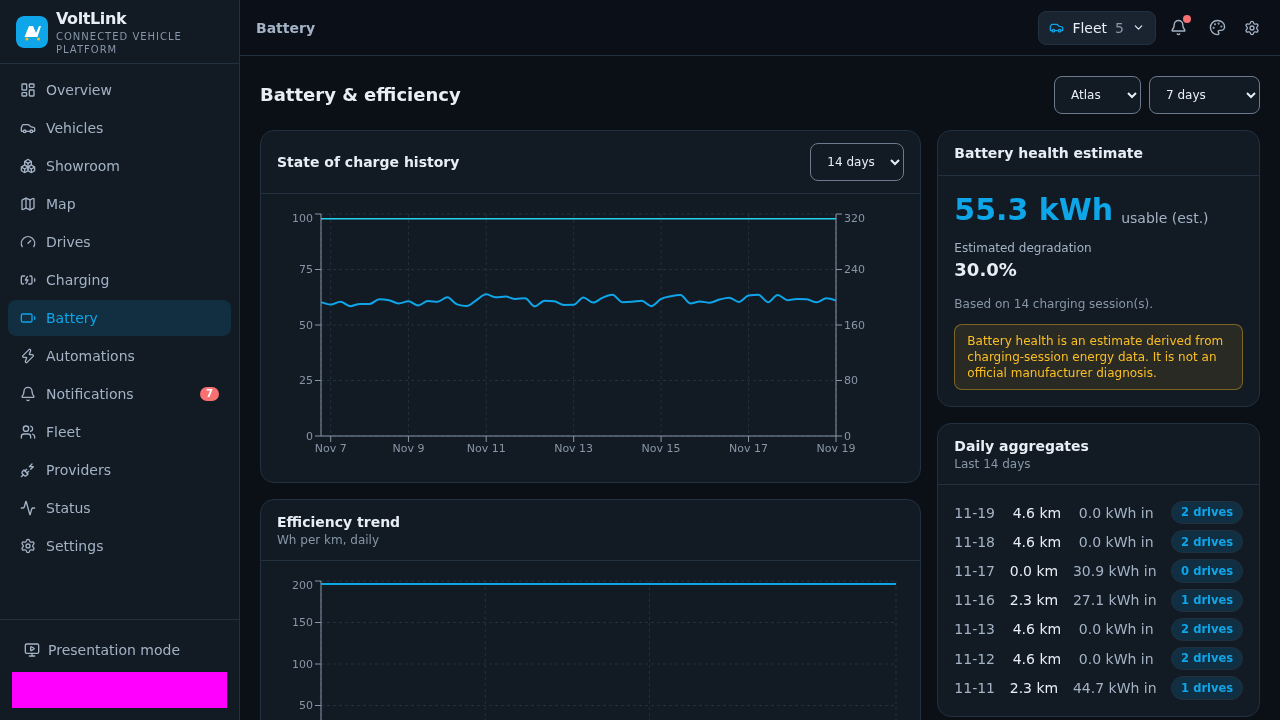 VoltLink
CONNECTED VEHICLE
PLATFORM
Overview
Vehicles
Showroom
Map
Drives
Charging
Battery
Automations
Notifications 7
Fleet
Providers
Status
Settings
Presentation mode
Battery
Fleet 5
Battery & efficiency
Atlas
7 days
State of charge history
14 days
100
75
50
25
0
320
240
160
80
0
Nov 7 Nov 9 Nov 11 Nov 13 Nov 15 Nov 17 Nov 19
Efficiency trend
Wh per km, daily
200
150
100
50
Battery health estimate
55.3 kWh usable (est.)
Estimated degradation
30.0%
Based on 14 charging session(s).
Battery health is an estimate derived from
charging-session energy data. It is not an
official manufacturer diagnosis.
Daily aggregates
Last 14 days
11-19 4.6 km 0.0 kWh in 2 drives
11-18 4.6 km 0.0 kWh in 2 drives
11-17 0.0 km 30.9 kWh in 0 drives
11-16 2.3 km 27.1 kWh in 1 drives
11-13 4.6 km 0.0 kWh in 2 drives
11-12 4.6 km 0.0 kWh in 2 drives
11-11 2.3 km 44.7 kWh in 1 drives